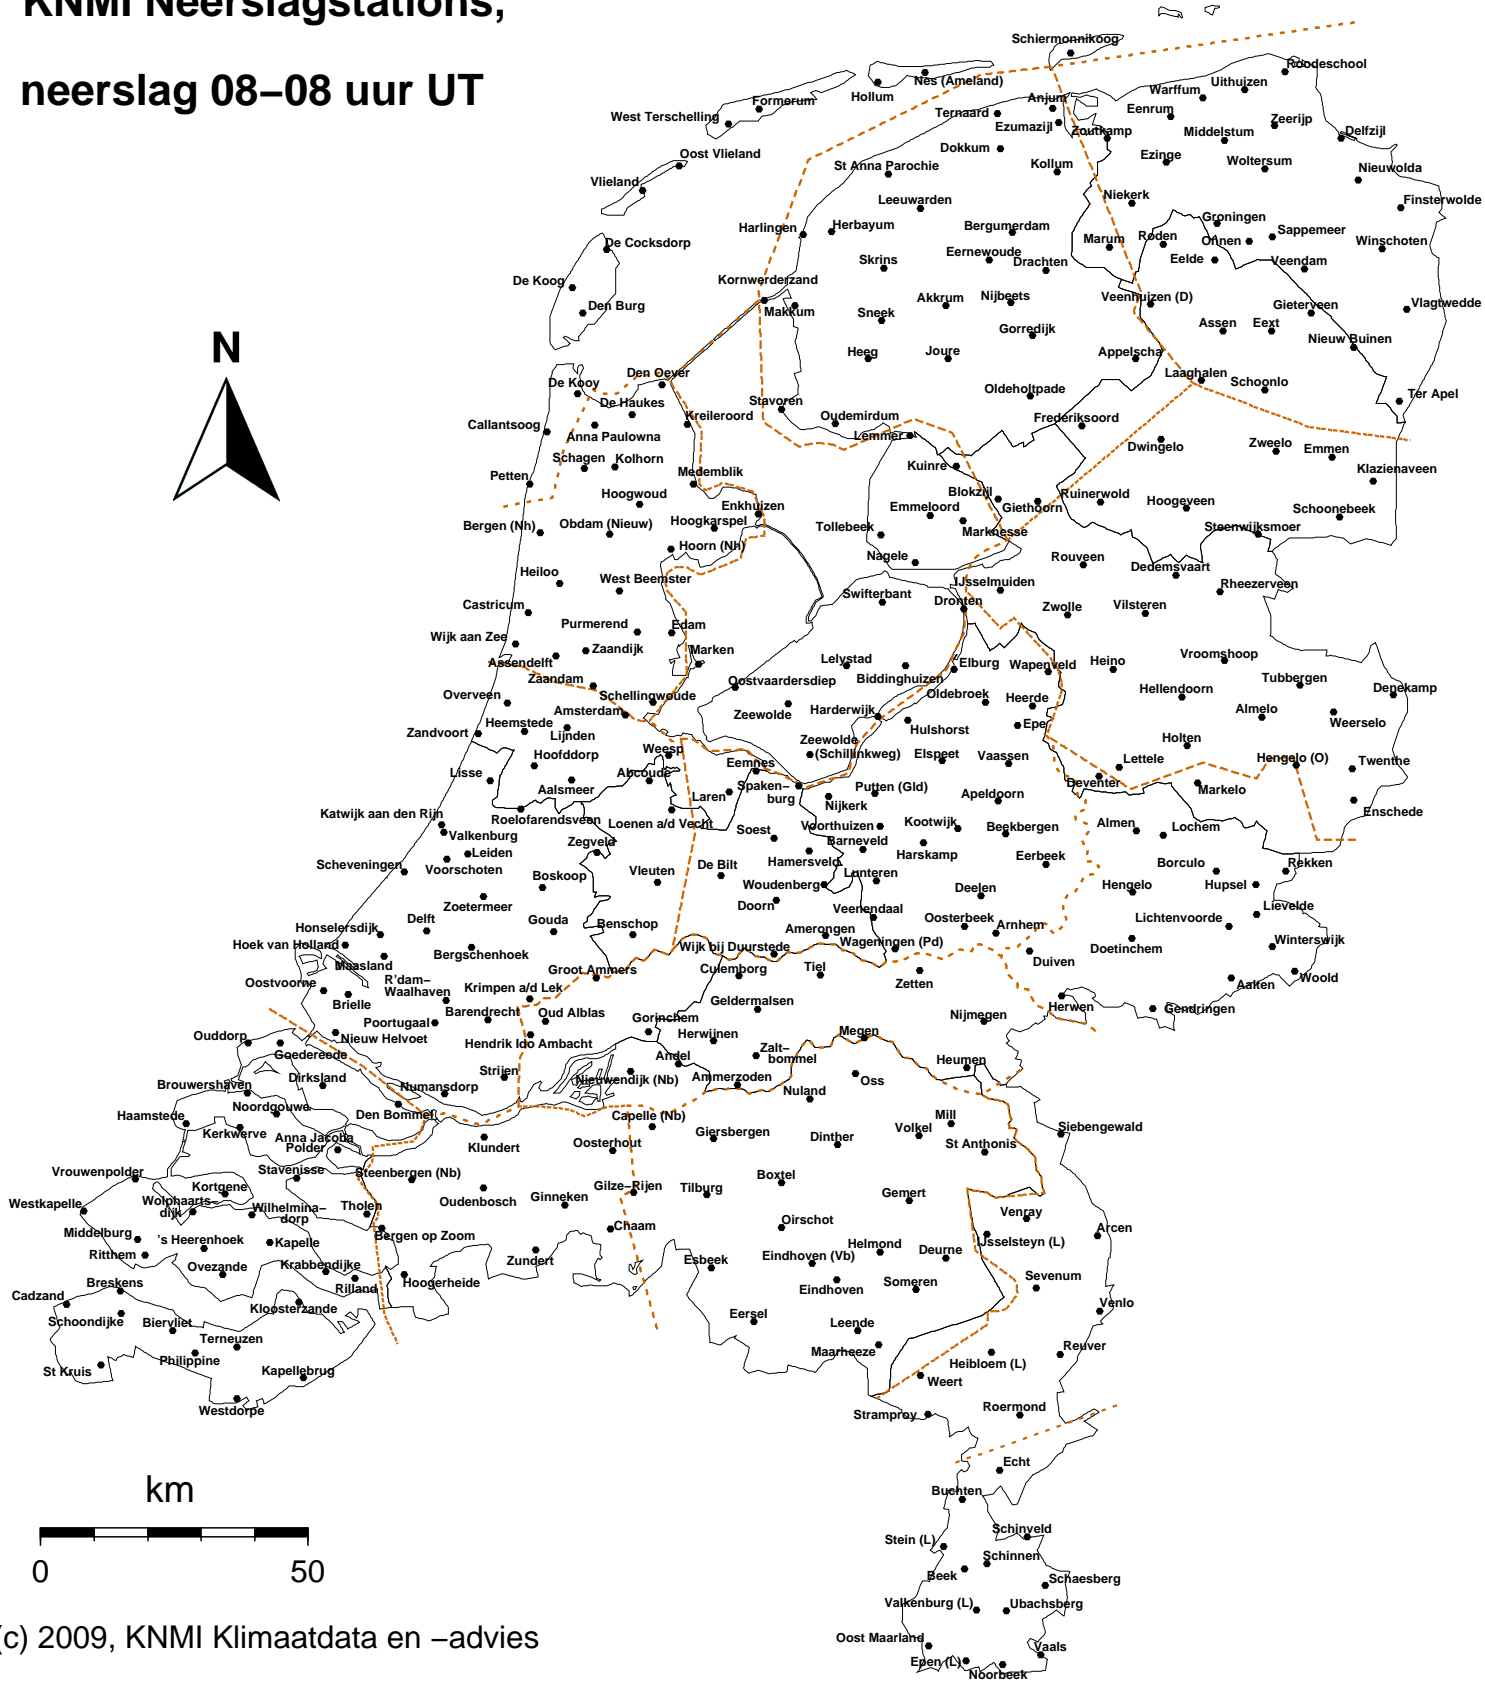 KNMI Neerslagstations,
neerslag 08–08 uur UT
Schiermonnikoog
Roodeschool
Nes (Ameland)
Hollum
Uithuizen
Warffum
Formerum
Anjum
Eenrum
West Terschelling
Ternaard
Ezumazijl
Zoutkamp
Zeerijp
Middelstum
Delfzijl
Dokkum
Oost Vlieland
Ezinge
Woltersum
St Anna Parochie
Kollum
Nieuwolda
Vlieland
Niekerk
Leeuwarden
Finsterwolde
Groningen
Harlingen
Herbayum
Bergumerdam
Sappemeer
Marum
Roden
Onnen
Winschoten
De Cocksdorp
Eernewoude
Skrins
Drachten
Eelde
Veendam
De Koog
Kornwerderzand
Akkrum
Nijbeets
Veenhuizen (D)
Den Burg
Makkum
Sneek
Gieterveen
Vlagtwedde
Assen
Eext
Gorredijk
Nieuw Buinen
N
Heeg
Joure
Appelscha
Den Oever
Laaghalen
De Kooy
Schoonlo
Oldeholtpade
Ter Apel
De Haukes
Stavoren
Kreileroord
Oudemirdum
Frederiksoord
Callantsoog
Anna Paulowna
Lemmer
Dwingelo
Zweelo
Emmen
Schagen
Kolhorn
Kuinre
Klazienaveen
Petten
Medemblik
Hoogwoud
Blokzijl
Ruinerwold
Hoogeveen
Enkhuizen
Emmeloord
Giethoorn
Schoonebeek
Bergen (Nh)
Obdam (Nieuw)
Hoogkarspel
Tollebeek
Marknesse
Steenwijksmoer
Hoorn (Nh)
Nagele
Rouveen
Dedemsvaart
Heiloo
West Beemster
IJsselmuiden
Rheezerveen
Swifterbant
Dronten
Castricum
Zwolle
Vilsteren
Purmerend
Edam
Wijk aan Zee
Zaandijk
Marken
Assendelft
Lelystad
Elburg
Wapenveld
Heino
Vroomshoop
Zaandam
Oostvaardersdiep
Biddinghuizen
Tubbergen
Overveen
Schellingwoude
Oldebroek
Heerde
Hellendoorn
Denekamp
Amsterdam
Zeewolde
Harderwijk
Almelo
Heemstede
Hulshorst
Epe
Weerselo
Zandvoort
Lijnden
Zeewolde
(Schillinkweg)
Holten
Weesp
Elspeet
Vaassen
Hoofddorp
Lettele
Hengelo (O)
Twenthe
Eemnes
Lisse
Abcoude
Deventer
Aalsmeer
Spaken–
burg
Putten (Gld)
Markelo
Laren
Apeldoorn
Nijkerk
Enschede
Katwijk aan den Rijn
Roelofarendsveen
Loenen a/d Vecht
Voorthuizen
Kootwijk
Almen
Lochem
Valkenburg
Soest
Beekbergen
Zegveld
Barneveld
Leiden
Harskamp
Scheveningen
Voorschoten
De Bilt
Hamersveld
Eerbeek
Borculo
Rekken
Boskoop
Vleuten
Lunteren
Woudenberg
Deelen
Hengelo
Hupsel
Zoetermeer
Doorn
Veenendaal
Lievelde
Delft
Gouda
Benschop
Oosterbeek
Arnhem
Lichtenvoorde
Honselersdijk
Amerongen
Hoek van Holland
Wijk bij Duurstede
Wageningen (Pd)
Winterswijk
Bergschenhoek
Doetinchem
Maasland
Groot Ammers
Culemborg
Tiel
Duiven
Oostvoorne
R'dam–
Waalhaven
Krimpen a/d Lek
Zetten
Woold
Aalten
Brielle
Geldermalsen
Herwen
Gendringen
Barendrecht
Oud Alblas
Poortugaal
Gorinchem
Nijmegen
Ouddorp
Nieuw Helvoet
Herwijnen
Megen
Hendrik Ido Ambacht
Goedereede
Andel
Zalt–
bommel
Heumen
Strijen
Nieuwendijk (Nb)
Ammerzoden
Brouwershaven
Dirksland
Numansdorp
Oss
Nuland
Noordgouwe
Den Bommel
Haamstede
Capelle (Nb)
Mill
Kerkwerve
Anna Jacoba
Polder
Giersbergen
Volkel
Siebengewald
Klundert
Oosterhout
Dinther
St Anthonis
Vrouwenpolder
Stavenisse
Steenbergen (Nb)
Boxtel
Kortgene
Gilze–Rijen
Tilburg
Gemert
Westkapelle
Wolphaarts–
dijk
Wilhelmina–
dorp
Tholen
Oudenbosch
Ginneken
Venray
Middelburg
's Heerenhoek
Kapelle
Bergen op Zoom
Chaam
Oirschot
Arcen
Ritthem
Helmond
IJsselsteyn (L)
Eindhoven (Vb)
Deurne
Ovezande
Krabbendijke
Zundert
Esbeek
Breskens
Rilland
Hoogerheide
Sevenum
Cadzand
Someren
Eindhoven
Kloosterzande
Venlo
Schoondijke
Biervliet
Eersel
Leende
Terneuzen
Maarheeze
Reuver
Philippine
Heibloem (L)
St Kruis
Kapellebrug
Weert
Westdorpe
Stramproy
Roermond
Echt
km
Buchten
0
50
Stein (L)
Schinveld
Schinnen
Beek
Schaesberg
Valkenburg (L)
Ubachsberg
(c) 2009, KNMI Klimaatdata en –advies
Oost Maarland
Vaals
Epen (L)
Noorbeek